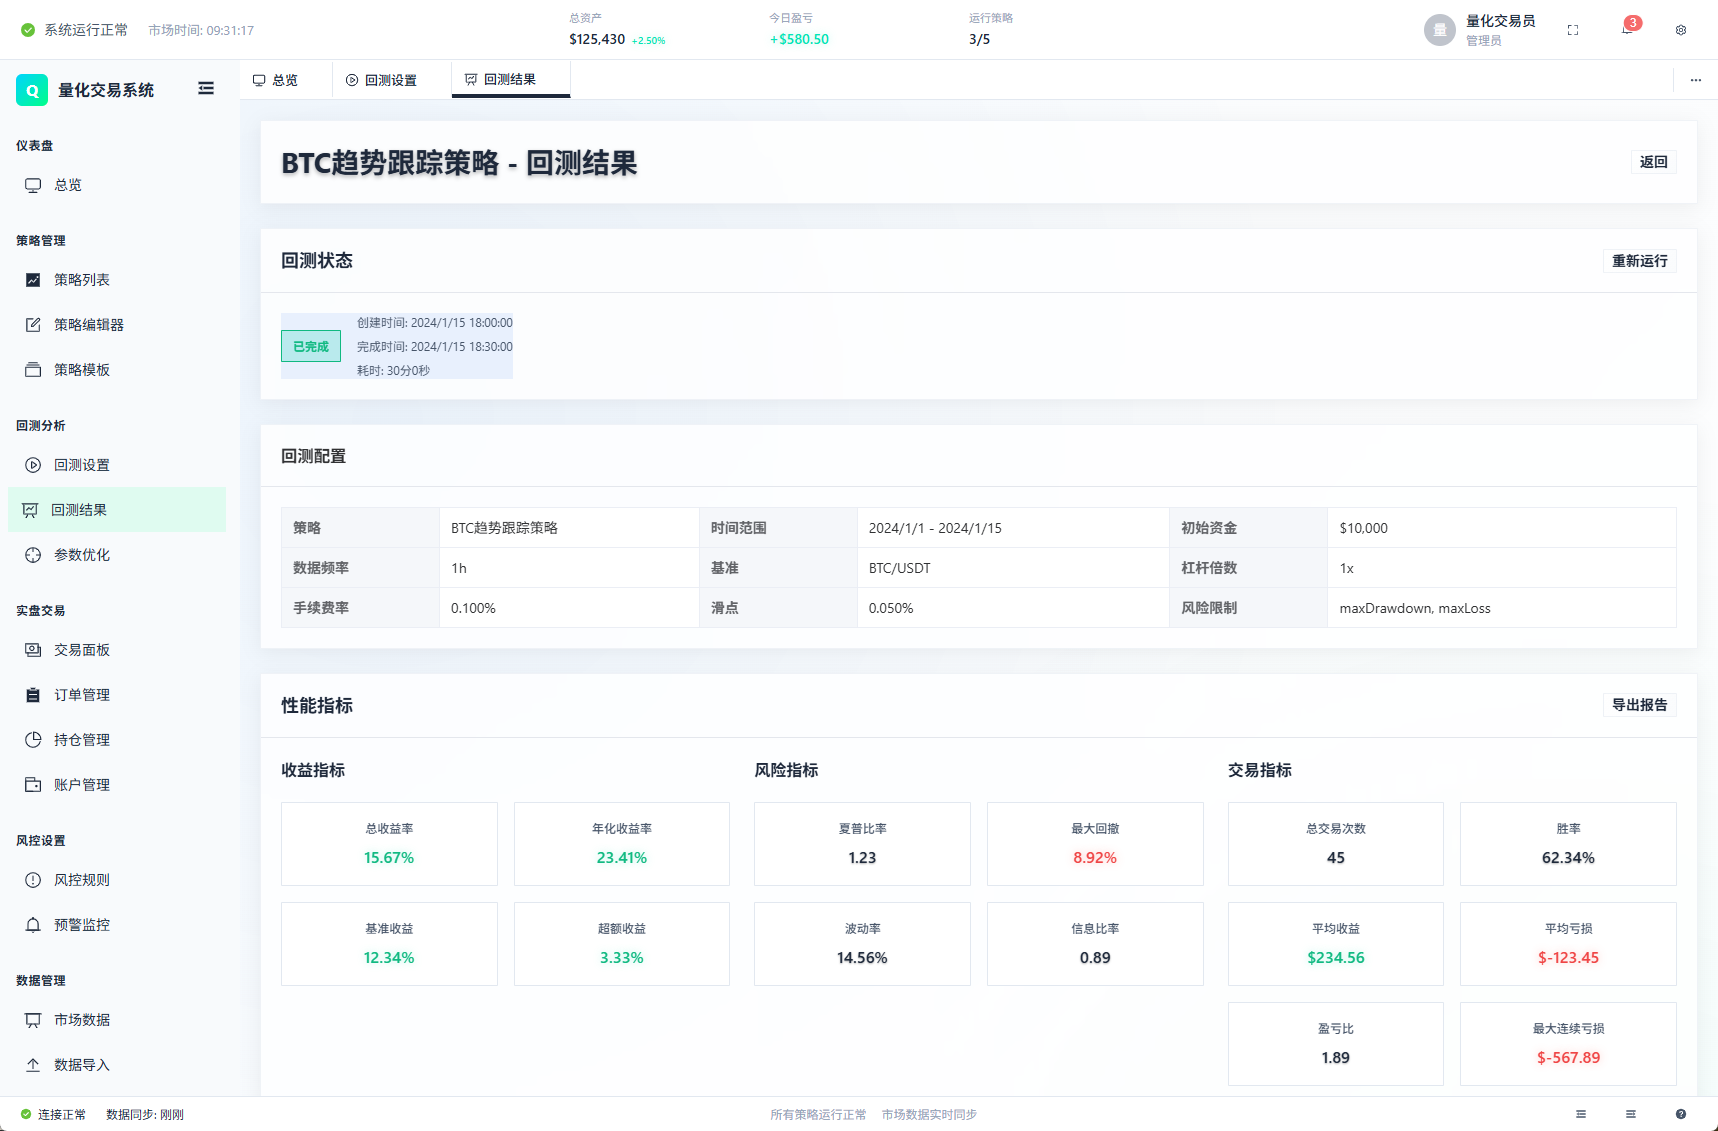 系统运行正常 市场时间: 09:31:17
总资产
$125,430 +2.50%
今日盈亏
+$580.50
运行策略
3/5
量
量化交易员
管理员
3
Q 量化交易系统
总览
回测设置
回测结果
仪表盘
总览
策略管理
策略列表
策略编辑器
策略模板
回测分析
回测设置
回测结果
参数优化
实盘交易
交易面板
订单管理
持仓管理
账户管理
风控设置
风控规则
预警监控
数据管理
市场数据
数据导入
BTC趋势跟踪策略 - 回测结果
返回
回测状态
重新运行
已完成
创建时间: 2024/1/15 18:00:00
完成时间: 2024/1/15 18:30:00
耗时: 30分0秒
回测配置
策略 BTC趋势跟踪策略 时间范围 2024/1/1 - 2024/1/15 初始资金 $10,000
数据频率 1h 基准 BTC/USDT 杠杆倍数 1x
手续费率 0.100% 滑点 0.050% 风险限制 maxDrawdown, maxLoss
性能指标
导出报告
收益指标
总收益率
15.67%
年化收益率
23.41%
基准收益
12.34%
超额收益
3.33%
风险指标
夏普比率
1.23
最大回撤
8.92%
波动率
14.56%
信息比率
0.89
交易指标
总交易次数
45
胜率
62.34%
平均收益
$234.56
平均亏损
$-123.45
盈亏比
1.89
最大连续亏损
$-567.89
连接正常 数据同步: 刚刚
所有策略运行正常 市场数据实时同步